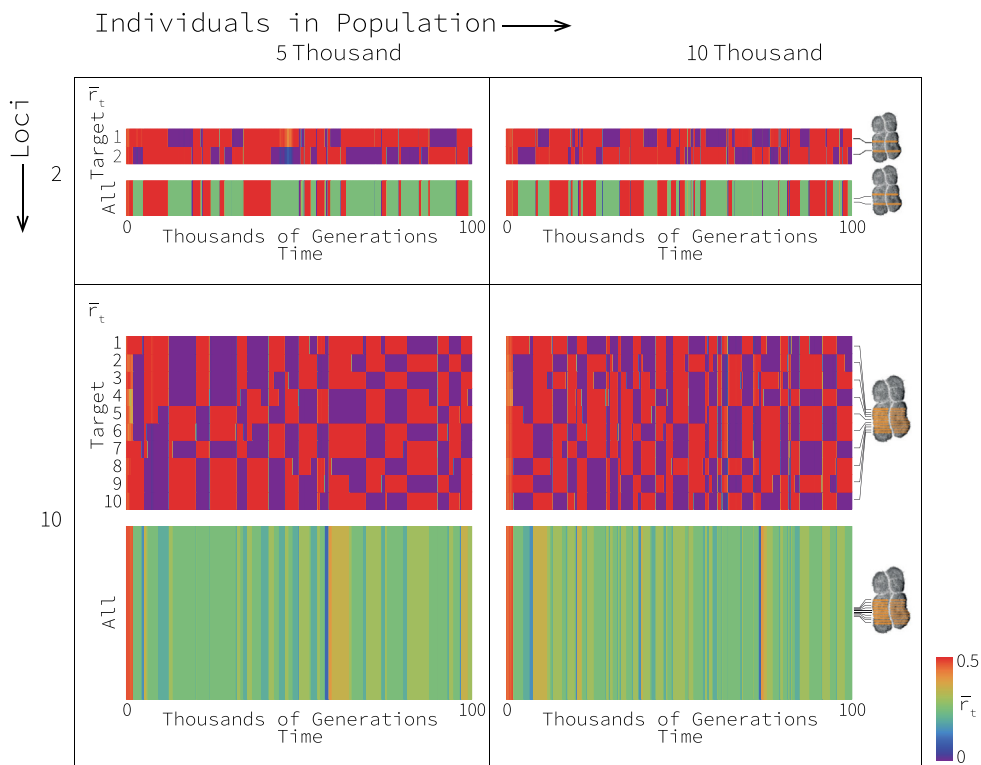 Individuals in Population
5 Thousand
10 Thousand
Loci
2
r̄t
Target
1
2
All
0
100
Thousands of Generations
Time
0
100
Thousands of Generations
Time
10
r̄t
Target
1
2
3
4
5
6
7
8
9
10
All
0
100
Thousands of Generations
Time
0
100
Thousands of Generations
Time
0.5
r̄t
0